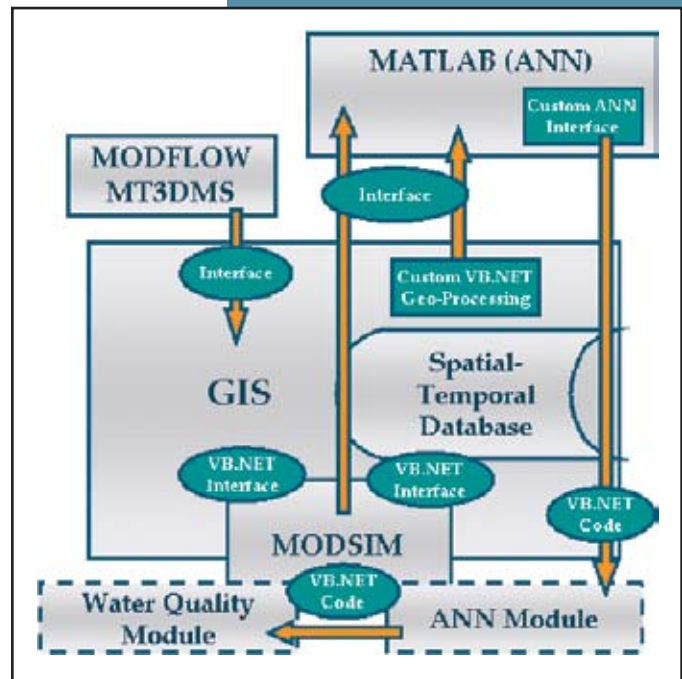 MATLAB (ANN)
Custom ANN
Interface
MODFLOW
MT3DMS
Interface
Interface
Custom VB.NET
Geo-Processing
GIS
Spatial-
Temporal
Database
VB.NET
Interface
VB.NET
Interface
VB.NET
Code
MODSIM
VB.NET
Code
Water Quality
Module
ANN Module